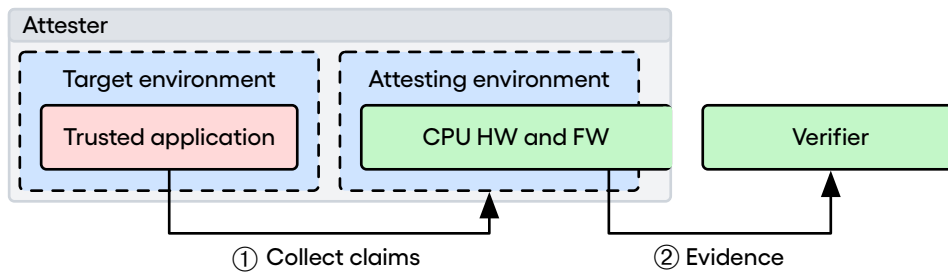 Attester
Target environment
Attesting environment
Trusted application
CPU HW and FW
Verifier
① Collect claims
② Evidence